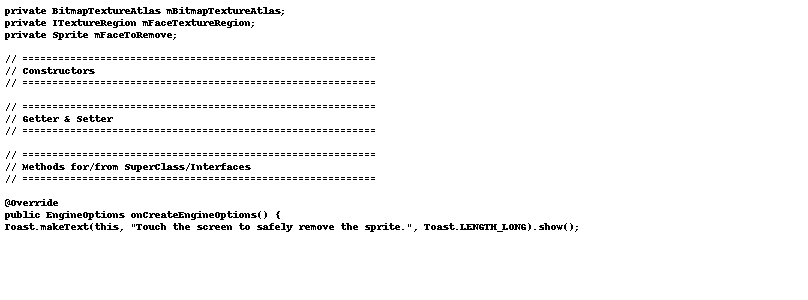 private BitmapTextureAtlas mBitmapTextureAtlas;
private ITextureRegion mFaceTextureRegion;
private Sprite mFaceToRemove;
// ===========================================================
// Constructors
// ===========================================================
// ===========================================================
// Getter & Setter
// ===========================================================
// ===========================================================
// Methods for/from SuperClass/Interfaces
// ===========================================================
@Override
public EngineOptions onCreateEngineOptions() {
Toast.makeText(this, "Touch the screen to safely remove the sprite.", Toast.LENGTH_LONG).show();